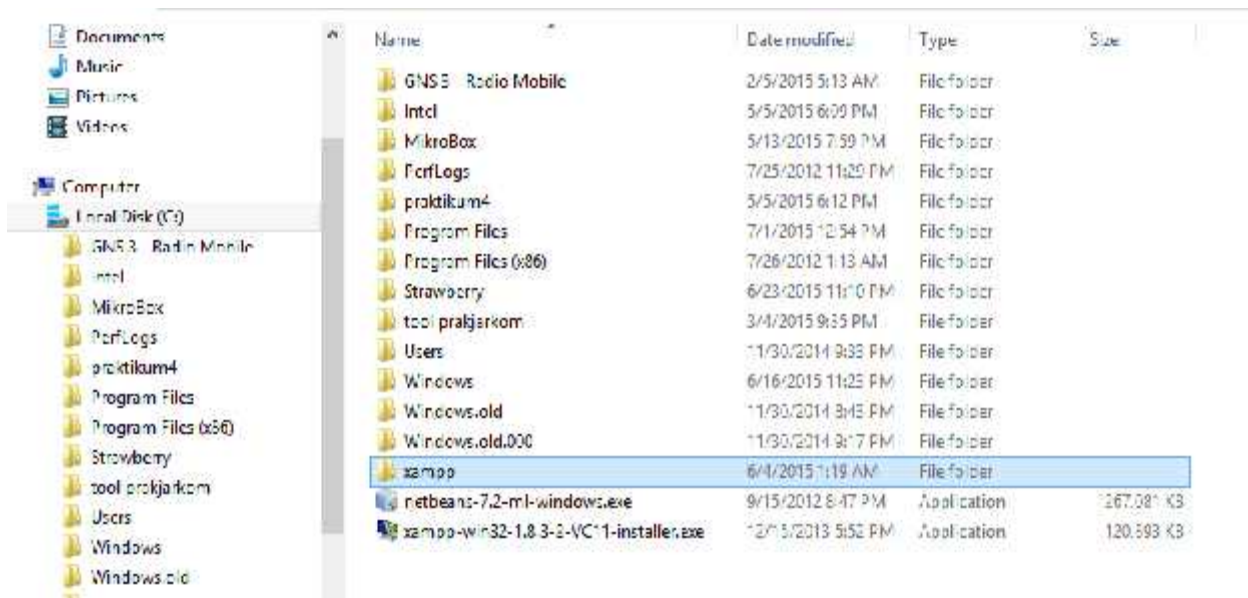 Documents
Music
Pictures
Videos
Computer
Local Disk (C:)
GNS 3 - Radio Mobile
Intel
MikroBox
PerfLogs
praktikum4
Program Files
Program Files (x86)
Strawberry
tool prakjarkom
Users
Windows
Windows.old
Name Date modified Type Size
GNS 3 - Radio Mobile 2/5/2015 5:13 AM File folder
Intel 5/5/2015 6:09 PM File folder
MikroBox 5/13/2015 7:59 PM File folder
PerfLogs 7/25/2012 11:29 PM File folder
praktikum4 5/5/2015 6:12 PM File folder
Program Files 7/1/2015 12:54 PM File folder
Program Files (x86) 7/26/2012 1:13 AM File folder
Strawberry 6/23/2015 11:10 PM File folder
tool prakjarkom 3/4/2015 9:35 PM File folder
Users 11/30/2014 9:33 PM File folder
Windows 6/16/2015 11:23 PM File folder
Windows.old 11/30/2014 PM File folder
Windows.old.000 11/30/2014 9:17 PM File folder
xampp 6/4/2015 1:19 AM File folder
netbeans-7.2-ml-windows.exe 9/15/2012 8:47 PM Application KB
xampp-win32-1.8.3-2-VC11-installer.exe 12/15/2013 5:52 PM Application KB